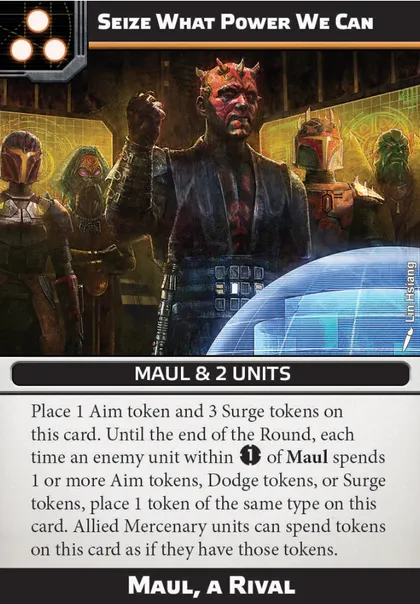 Seize What Power We Can
Lin Hsiang
MAUL & 2 UNITS
Place 1 Aim token and 3 Surge tokens on
this card. Until the end of the Round, each
time an enemy unit within 1 of Maul spends
1 or more Aim tokens, Dodge tokens, or Surge
tokens, place 1 token of the same type on this
card. Allied Mercenary units can spend tokens
on this card as if they have those tokens.
Maul, a Rival